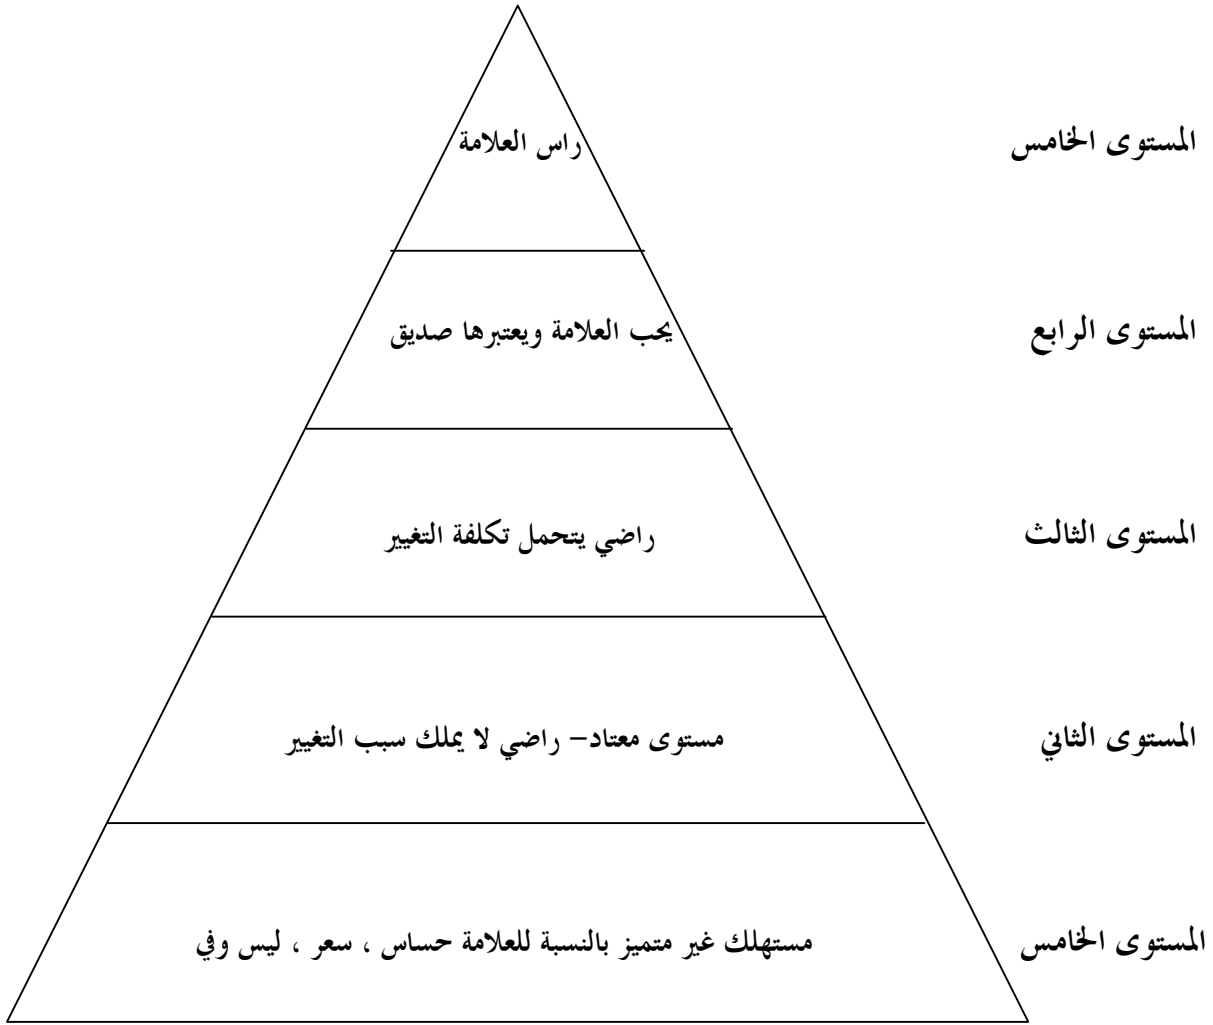 المستوى الخامس
راس العلامة
المستوى الرابع
يحب العلامة ويعتبرها صديق
المستوى الثالث
راضي يتحمل تكلفة التغيير
المستوى الثاني
مستوى معتاد– راضي لا يملك سبب التغيير
المستوى الخامس
مستهلك غير متميز بالنسبة للعلامة حساس ، سعر ، ليس وفي